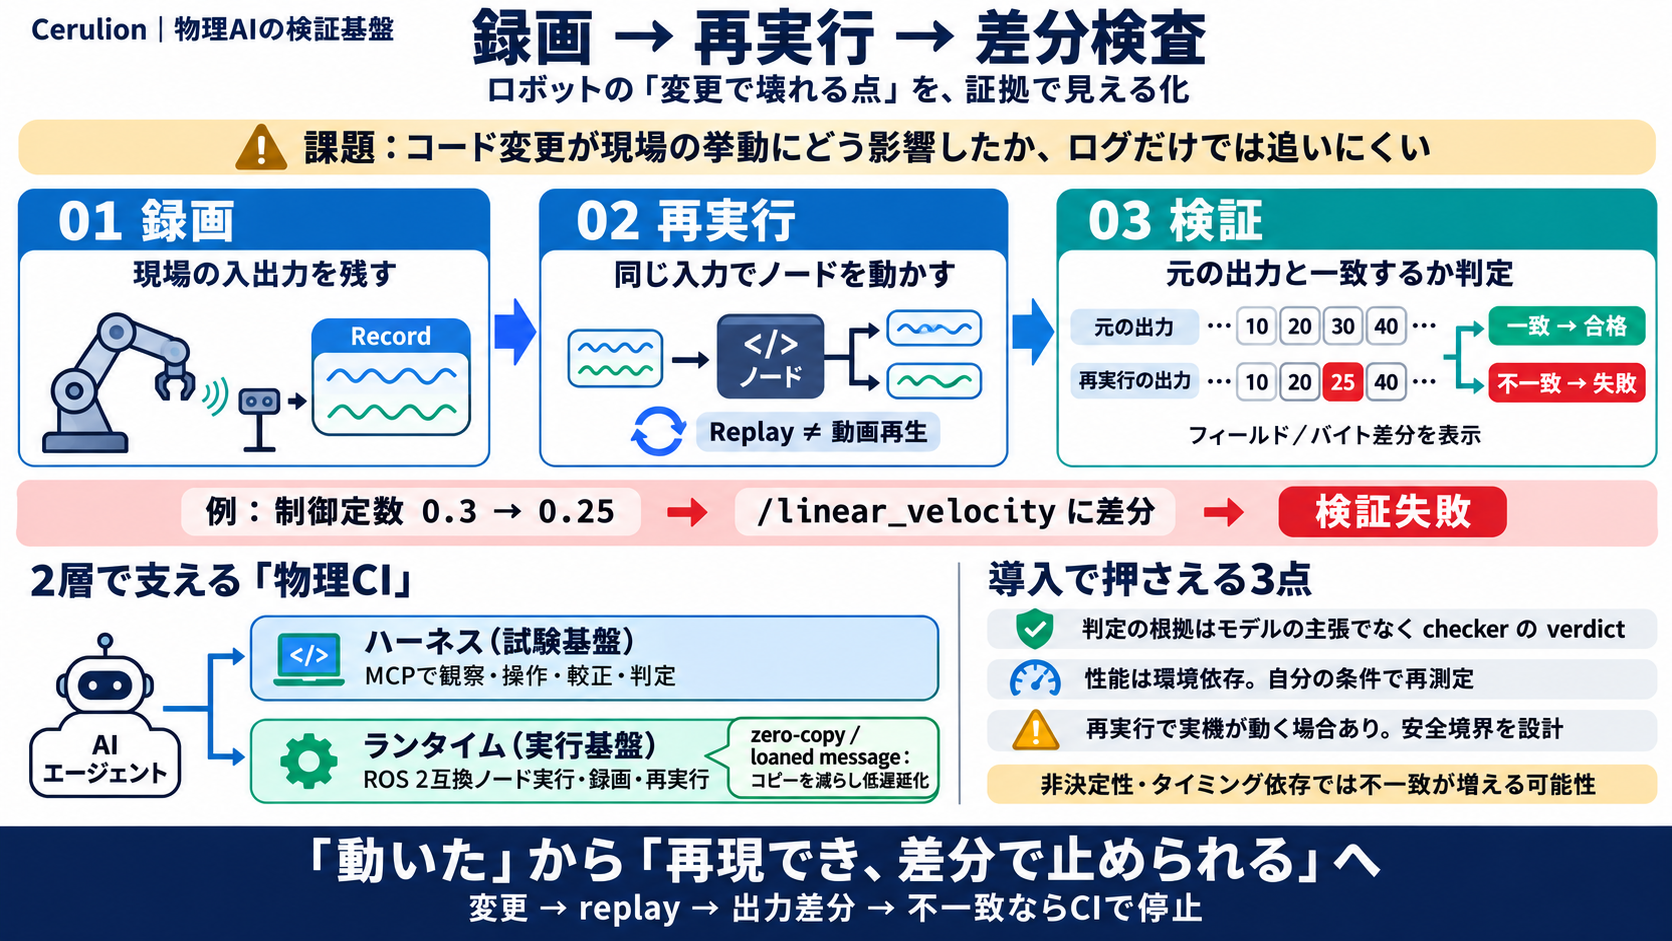 Cerulion｜物理AIの検証基盤
録画 → 再実行 → 差分検査
ロボットの「変更で壊れる点」を、証拠で見える化
課題：コード変更が現場の挙動にどう影響したか、ログだけでは追いにくい
01 録画
現場の入出力を残す
Record
02 再実行
同じ入力でノードを動かす
</>
ノード
Replay ≠ 動画再生
03 検証
元の出力と一致するか判定
元の出力 … 10 20 30 40 …
一致 → 合格
再実行の出力 … 10 20 25 40 …
不一致 → 失敗
フィールド／バイト差分を表示
例：制御定数 0.3 → 0.25
/linear_velocity に差分
検証失敗
2層で支える「物理CI」
AI
エージェント
</>
ハーネス（試験基盤）
MCPで観察・操作・較正・判定
ランタイム（実行基盤）
ROS 2互換ノード実行・録画・再実行
zero-copy /
loaned message：
コピーを減らし低遅延化
導入で押さえる3点
判定の根拠はモデルの主張でなく checker の verdict
性能は環境依存。自分の条件で再測定
再実行で実機が動く場合あり。安全境界を設計
非決定性・タイミング依存では不一致が増える可能性
「動いた」から「再現でき、差分で止められる」へ
変更 → replay → 出力差分 → 不一致ならCIで停止